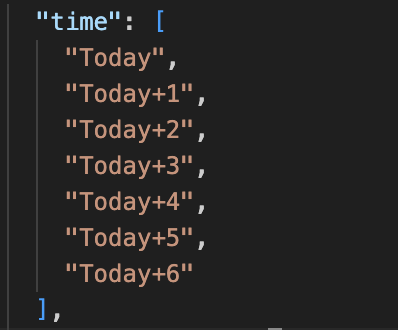 "time": [
"Today",
"Today+1",
"Today+2",
"Today+3",
"Today+4",
"Today+5",
"Today+6"
],